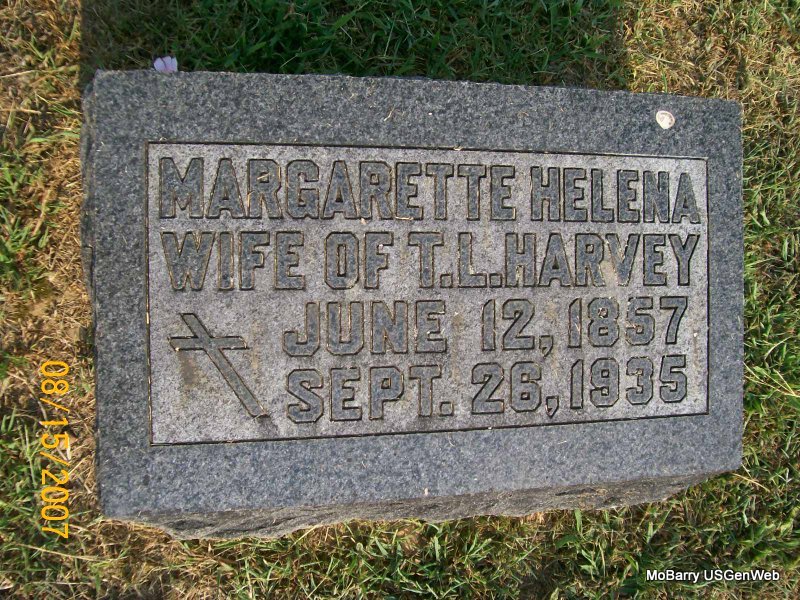 MARGARETTE HELENA
WIFE OF T.L. HARVEY
JUNE 12, 1857
SEPT. 26, 1935
08/15/2007
MoBarry USGenWeb